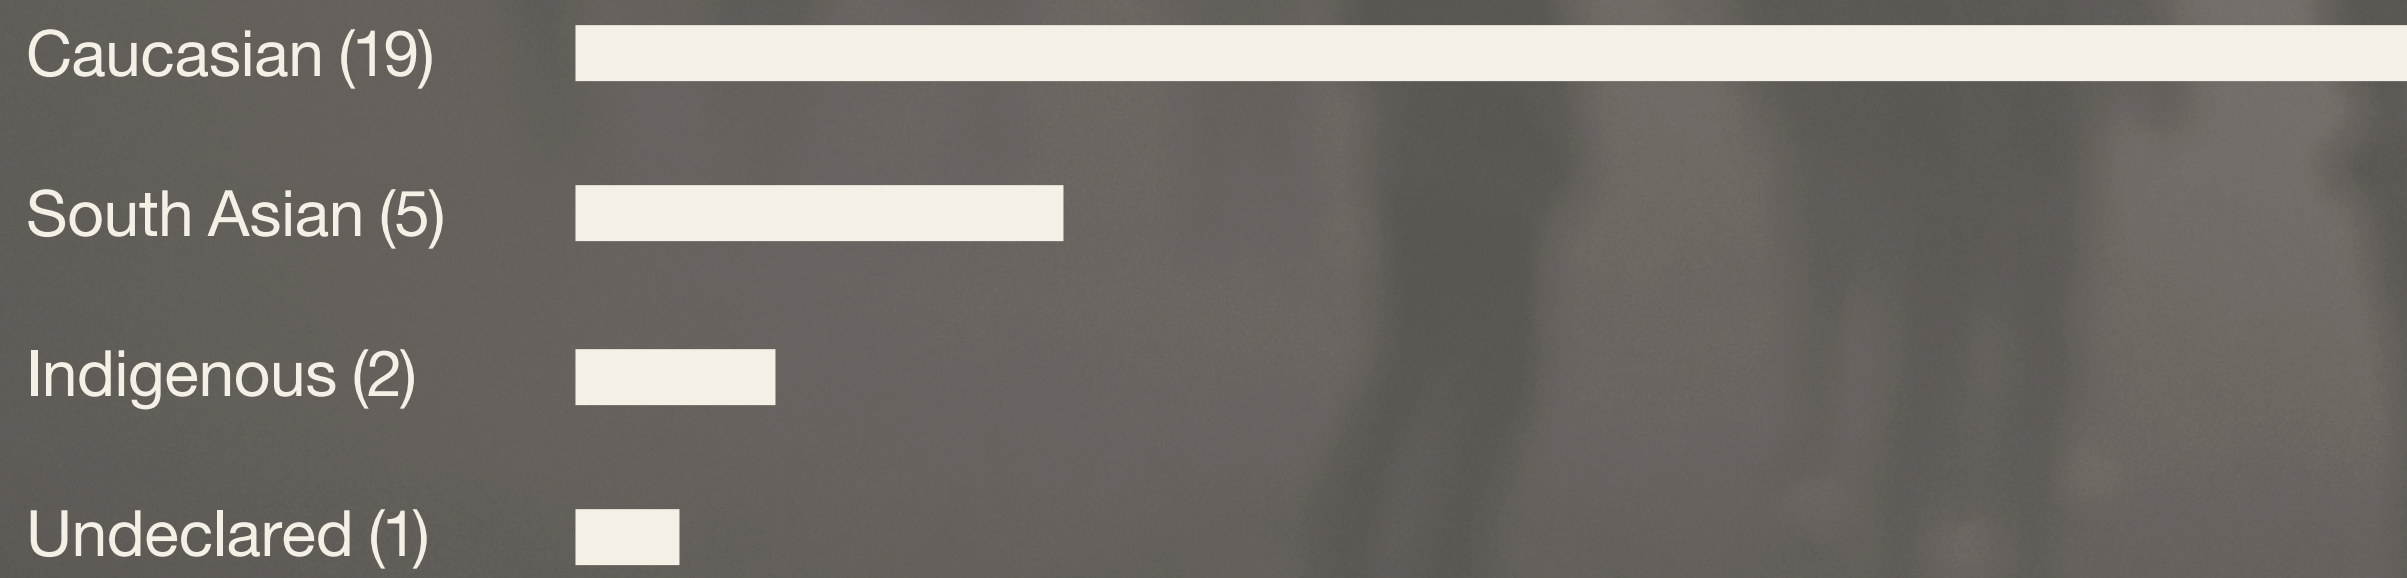 Caucasian (19)
South Asian (5)
Indigenous (2)
Undeclared (1)